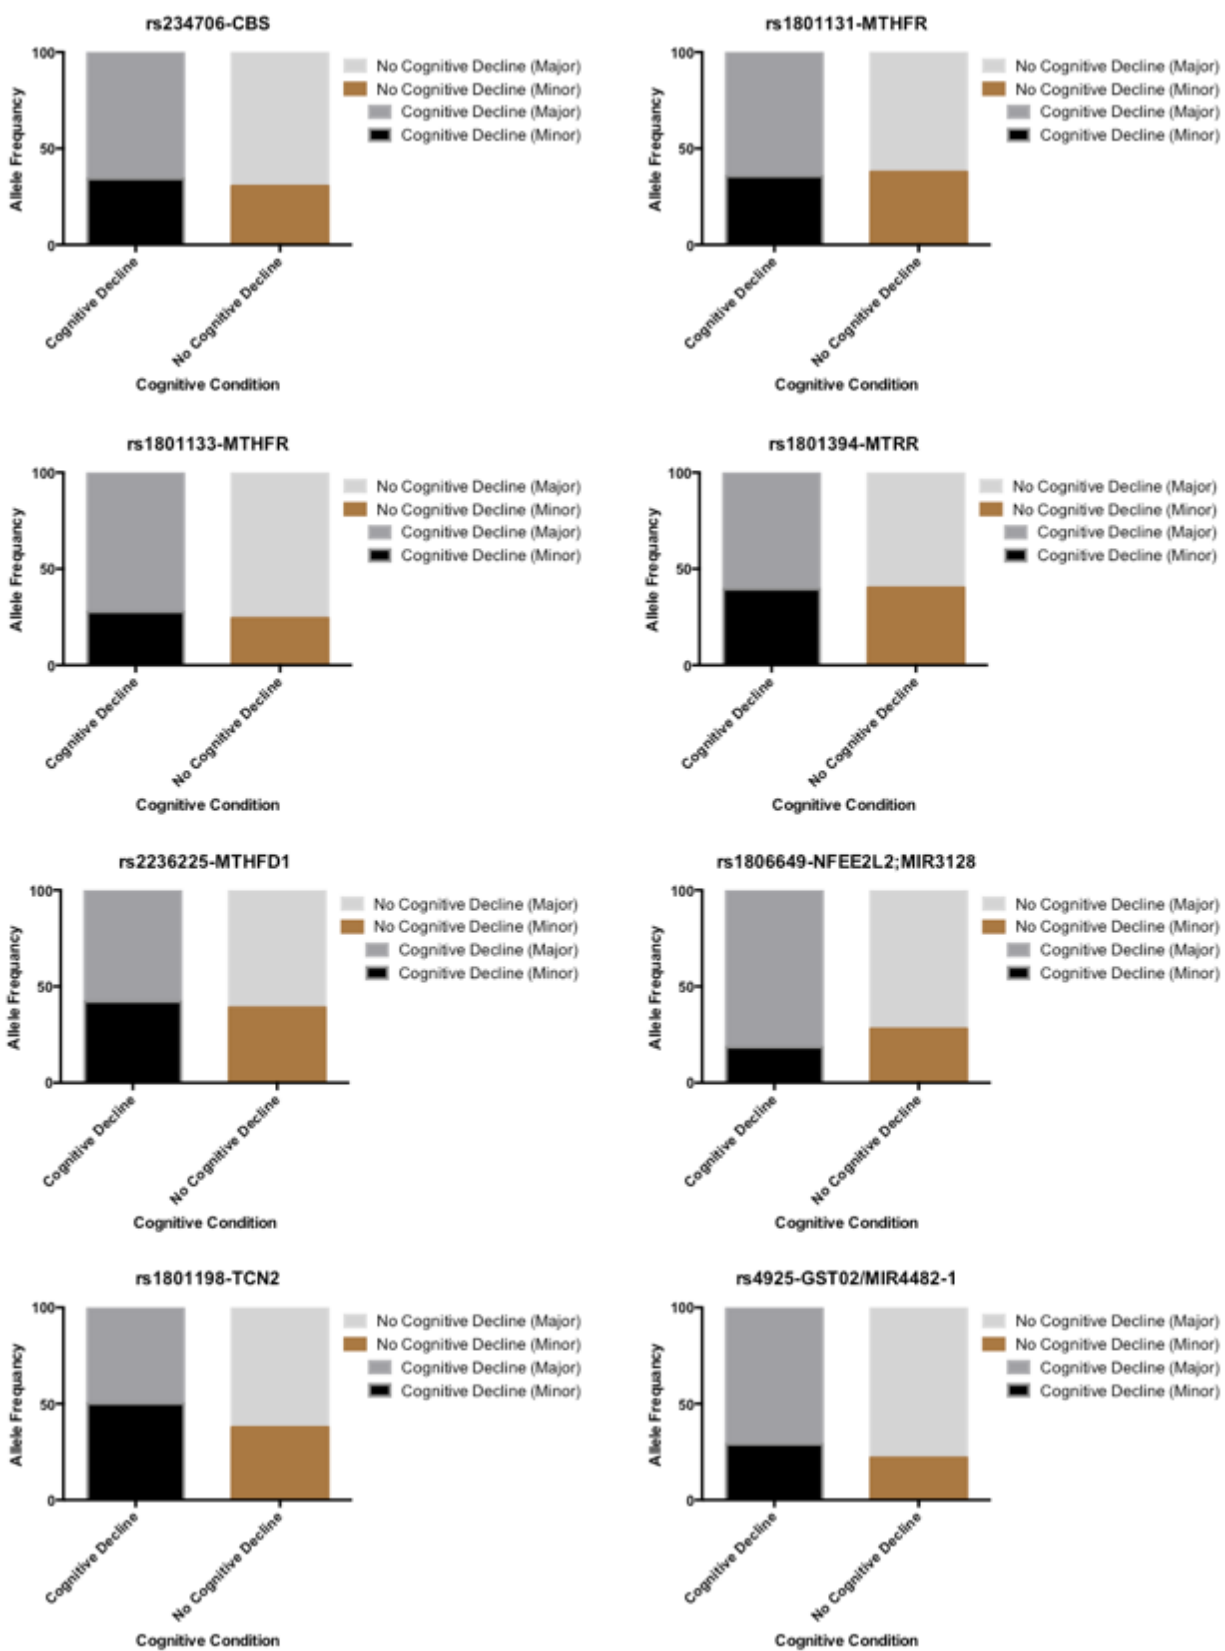 rs234706-CBS
100
50
0
Allele Frequancy
No Cognitive Decline (Major)
No Cognitive Decline (Minor)
Cognitive Decline (Major)
Cognitive Decline (Minor)
Cognitive Decline
No Cognitive Decline
Cognitive Condition
rs1801131-MTHFR
100
50
0
Allele Frequancy
No Cognitive Decline (Major)
No Cognitive Decline (Minor)
Cognitive Decline (Major)
Cognitive Decline (Minor)
Cognitive Decline
No Cognitive Decline
Cognitive Condition
rs1801133-MTHFR
100
50
0
Allele Frequancy
No Cognitive Decline (Major)
No Cognitive Decline (Minor)
Cognitive Decline (Major)
Cognitive Decline (Minor)
Cognitive Decline
No Cognitive Decline
Cognitive Condition
rs1801394-MTRR
100
50
0
Allele Frequancy
No Cognitive Decline (Major)
No Cognitive Decline (Minor)
Cognitive Decline (Major)
Cognitive Decline (Minor)
Cognitive Decline
No Cognitive Decline
Cognitive Condition
rs2236225-MTHFD1
100
50
0
Allele Frequancy
No Cognitive Decline (Major)
No Cognitive Decline (Minor)
Cognitive Decline (Major)
Cognitive Decline (Minor)
Cognitive Decline
No Cognitive Decline
Cognitive Condition
rs1806649-NFEE2L2;MIR3128
100
50
0
Allele Frequancy
No Cognitive Decline (Major)
No Cognitive Decline (Minor)
Cognitive Decline (Major)
Cognitive Decline (Minor)
Cognitive Decline
No Cognitive Decline
Cognitive Condition
rs1801198-TCN2
100
50
0
Allele Frequancy
No Cognitive Decline (Major)
No Cognitive Decline (Minor)
Cognitive Decline (Major)
Cognitive Decline (Minor)
Cognitive Decline
No Cognitive Decline
Cognitive Condition
rs4925-GST02/MIR4482-1
100
50
0
Allele Frequancy
No Cognitive Decline (Major)
No Cognitive Decline (Minor)
Cognitive Decline (Major)
Cognitive Decline (Minor)
Cognitive Decline
No Cognitive Decline
Cognitive Condition